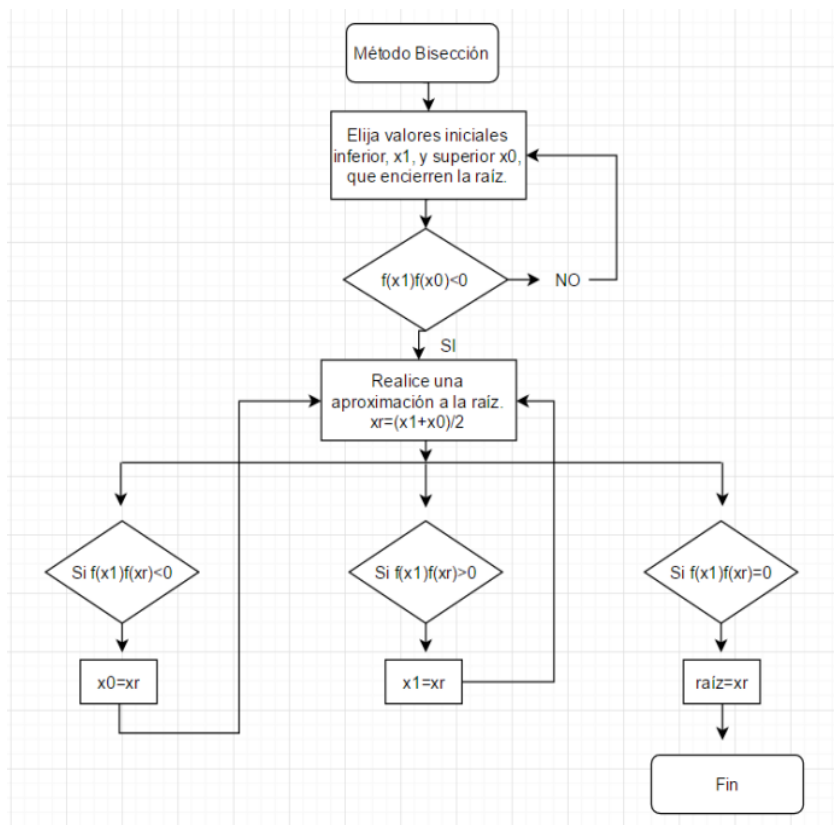 Método Bisección
Elija valores iniciales
inferior, x1, y superior x0,
que encierren la raíz.
f(x1)f(x0)<0
NO
SI
Realice una
aproximación a la raíz.
xr=(x1+x0)/2
Si f(x1)f(xr)<0
Si f(x1)f(xr)>0
Si f(x1)f(xr)=0
x0=xr
x1=xr
raíz=xr
Fin